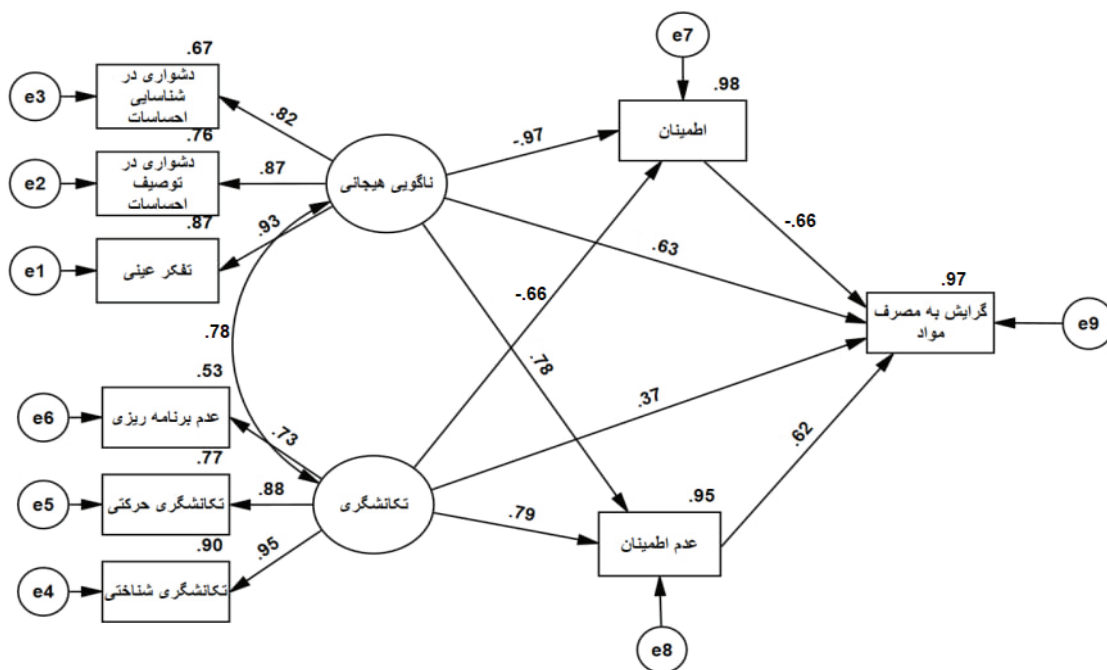 e7
.67
.98
دشواری در
شناسایی
احساسات
e3
.82
اطمینان
.76
-.97
دشواری در
توصیف
احساسات
e2
.87
ناگویی هیجانی
.87
.93
-.66
.63
تفکر عینی
e1
.97
-.66
گرایش به مصرف
مواد
e9
.78
.78
.53
.37
عدم برنامه ریزی
e6
.73
.62
.77
تکانشگری حرکتی
e5
.88
تکانشگری
.95
.79
عدم اطمینان
.90
.95
تکانشگری شناختی
e4
e8